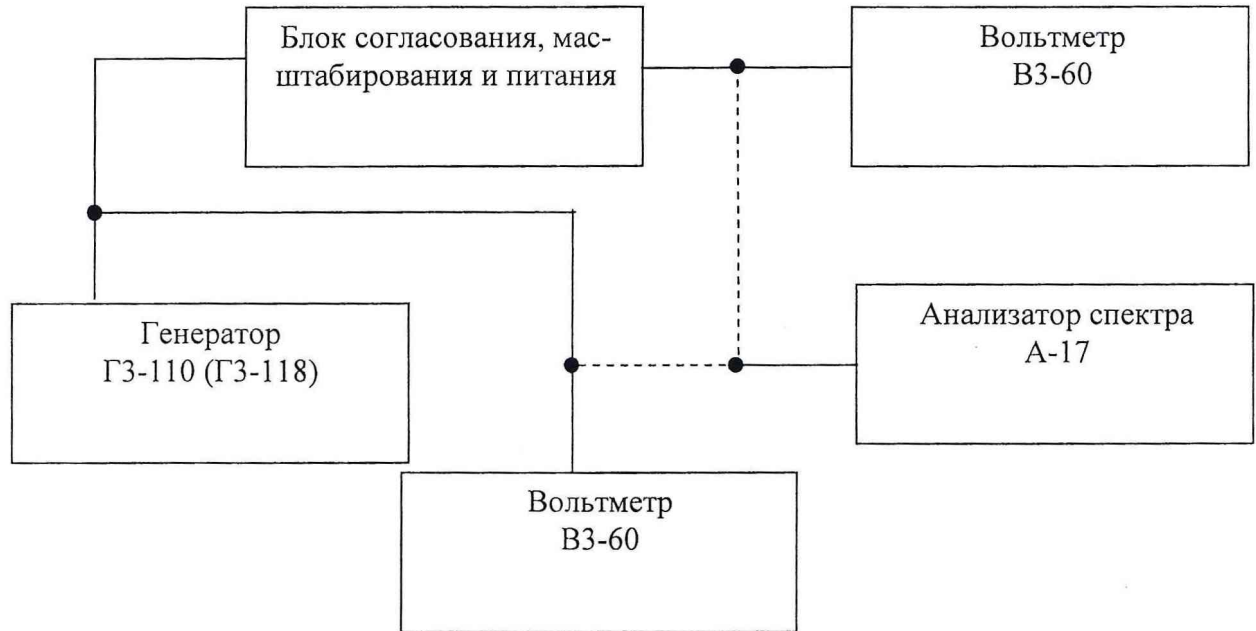 Блок согласования, мас-
штабирования и питания
Вольтметр
В3-60
Генератор
Г3-110 (Г3-118)
Анализатор спектра
А-17
Вольтметр
В3-60